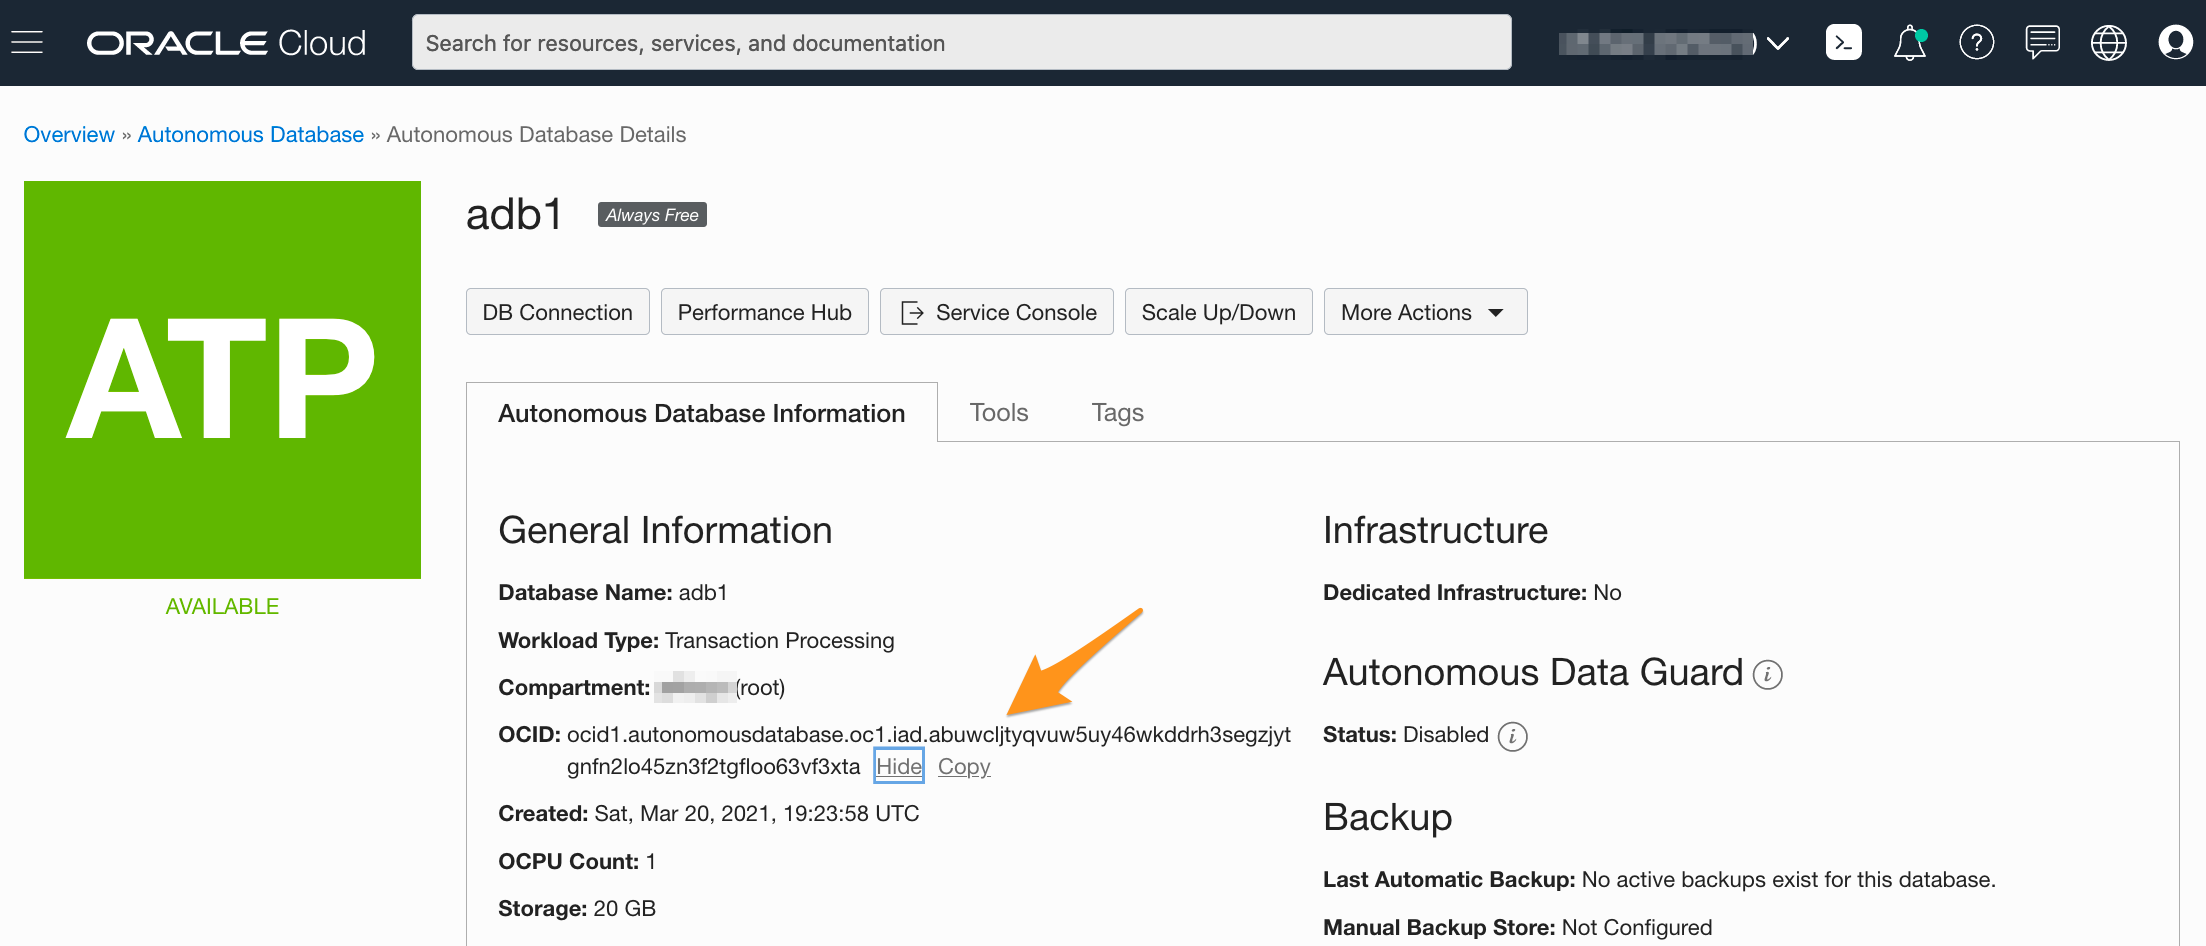 ORACLE Cloud
Search for resources, services, and documentation
Overview » Autonomous Database » Autonomous Database Details
ATP
AVAILABLE
adb1 Always Free
DB Connection Performance Hub Service Console Scale Up/Down More Actions
Autonomous Database Information Tools Tags
General Information
Database Name: adb1
Workload Type: Transaction Processing
Compartment: (root)
OCID: ocid1.autonomousdatabase.oc1.iad.abuwcljtyqvuw5uy46wkddrh3segzjyt
gnfn2lo45zn3f2tgfloo63vf3xta Hide Copy
Created: Sat, Mar 20, 2021, 19:23:58 UTC
OCPU Count: 1
Storage: 20 GB
Infrastructure
Dedicated Infrastructure: No
Autonomous Data Guard
Status: Disabled
Backup
Last Automatic Backup: No active backups exist for this database.
Manual Backup Store: Not Configured